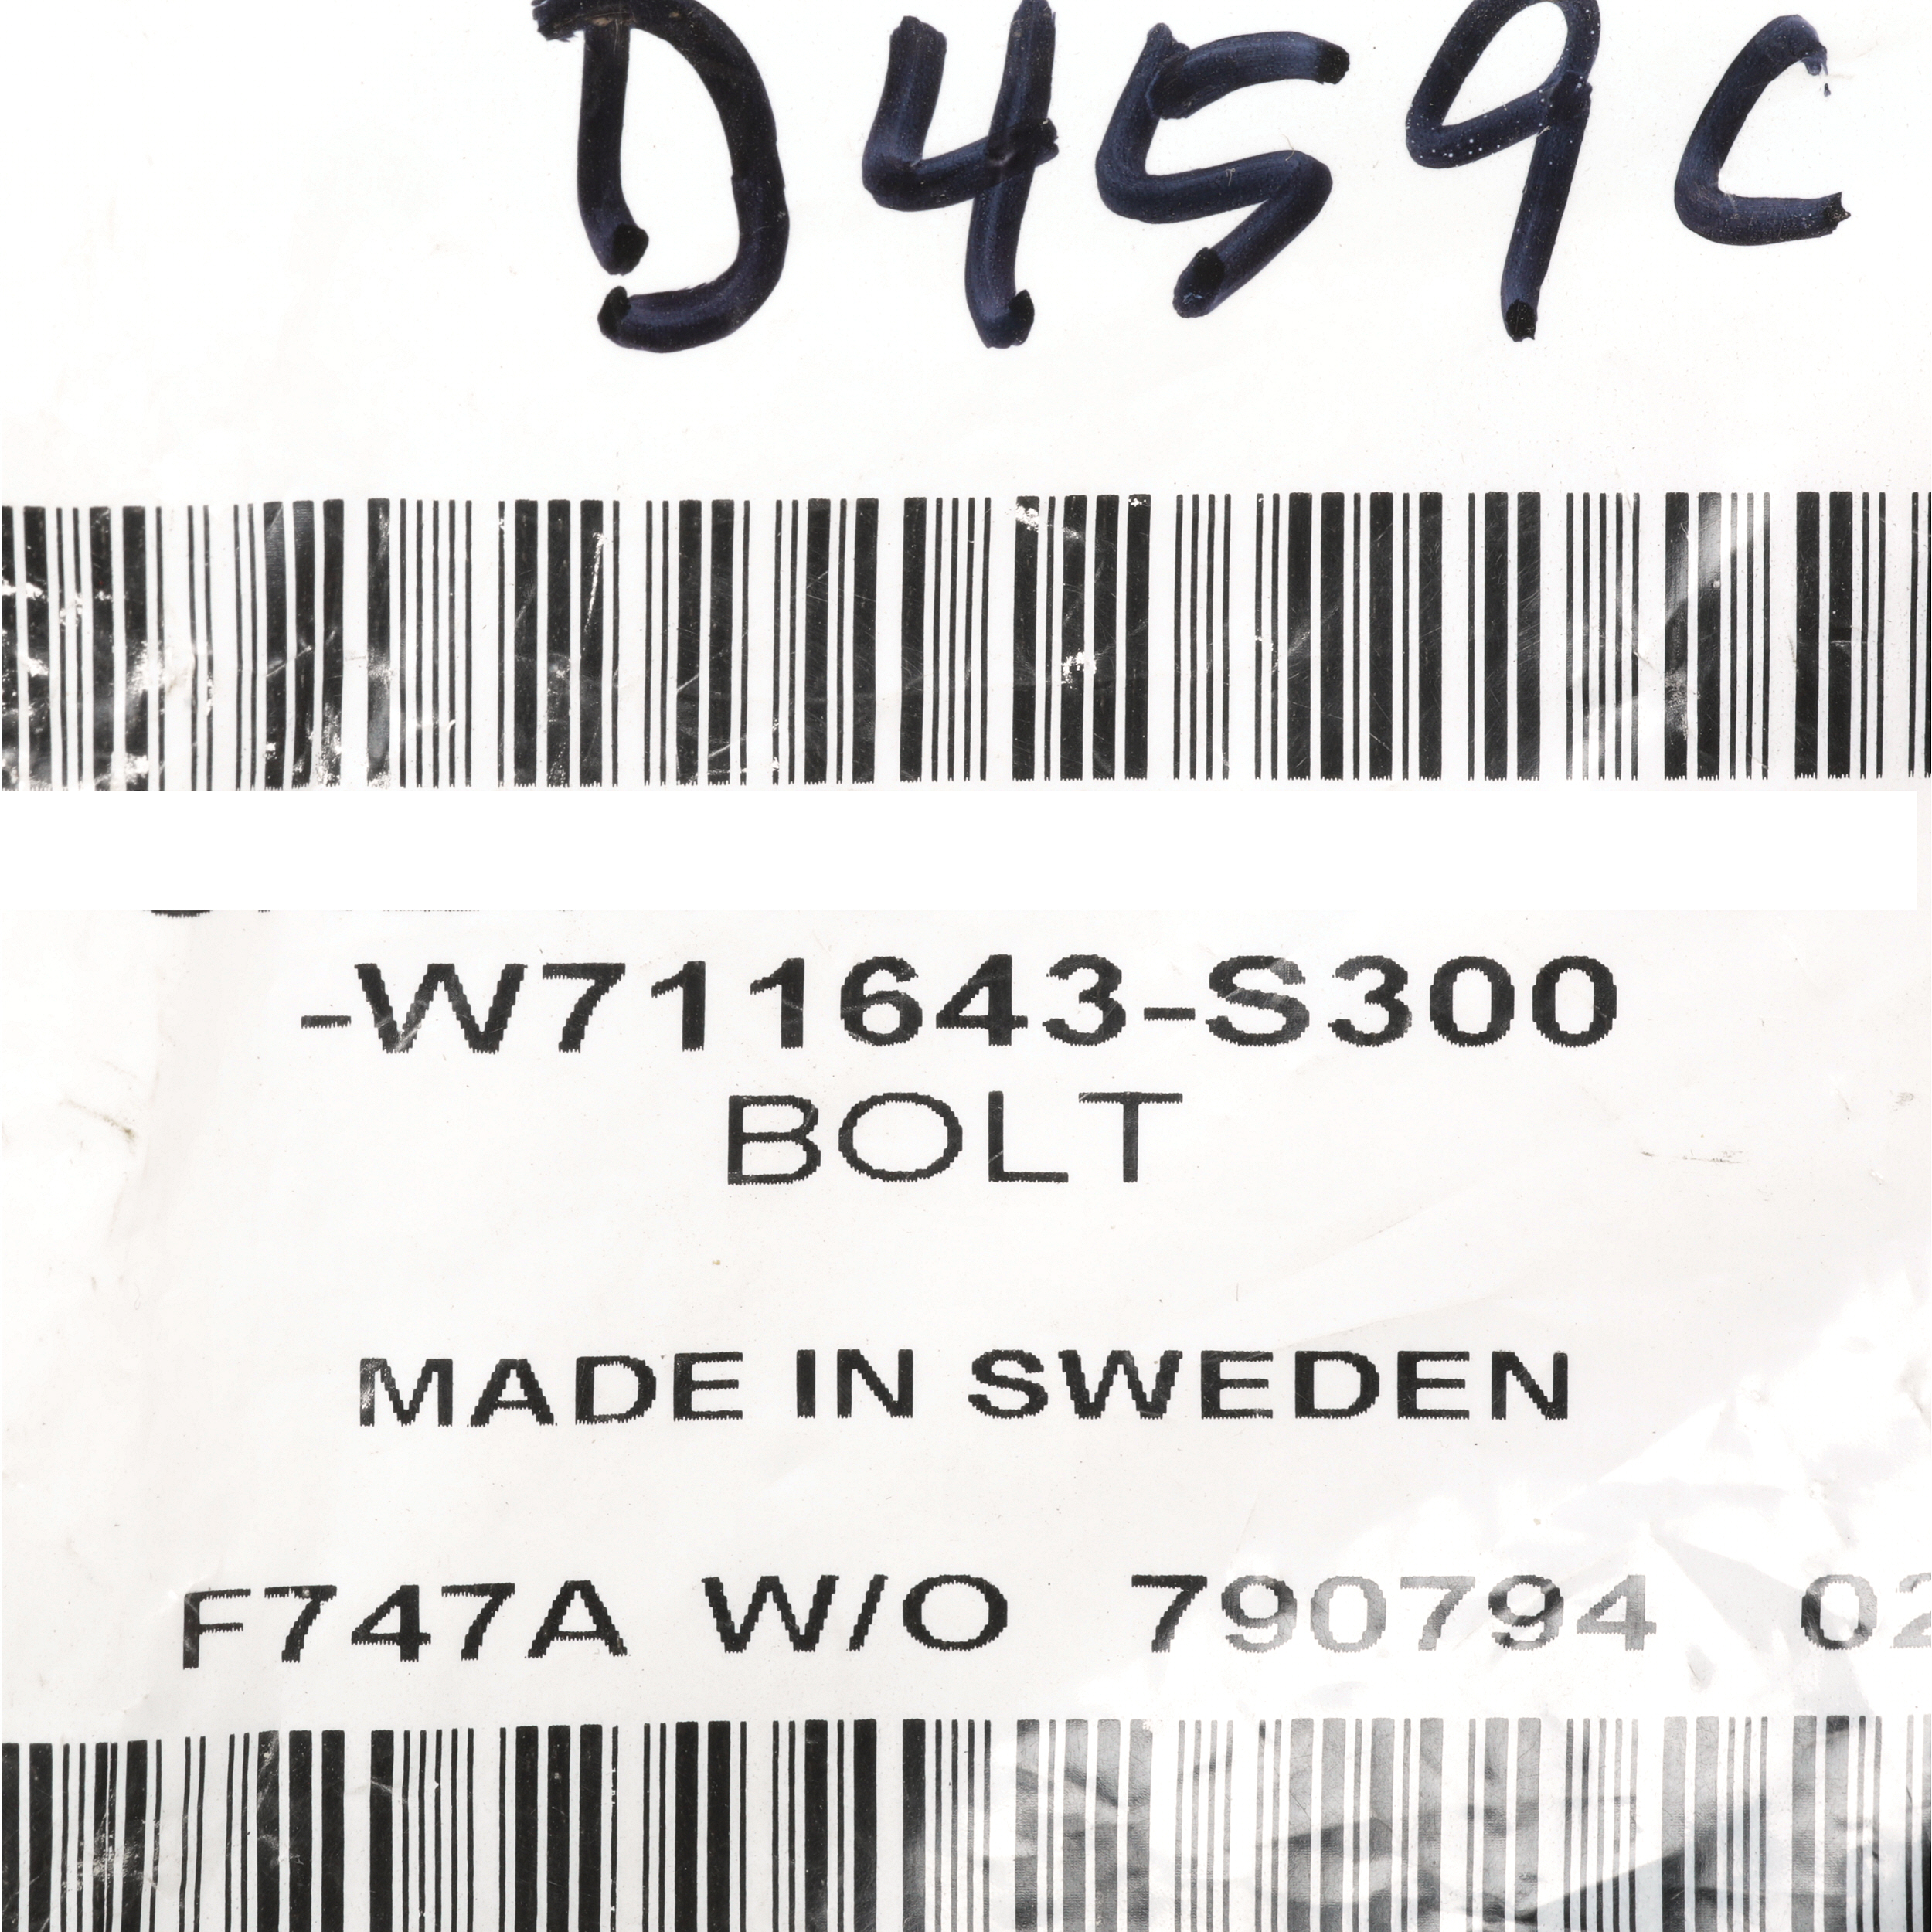 D459C
-W711643-S300
BOLT
MADE IN SWEDEN
F747A W/O 790794 02